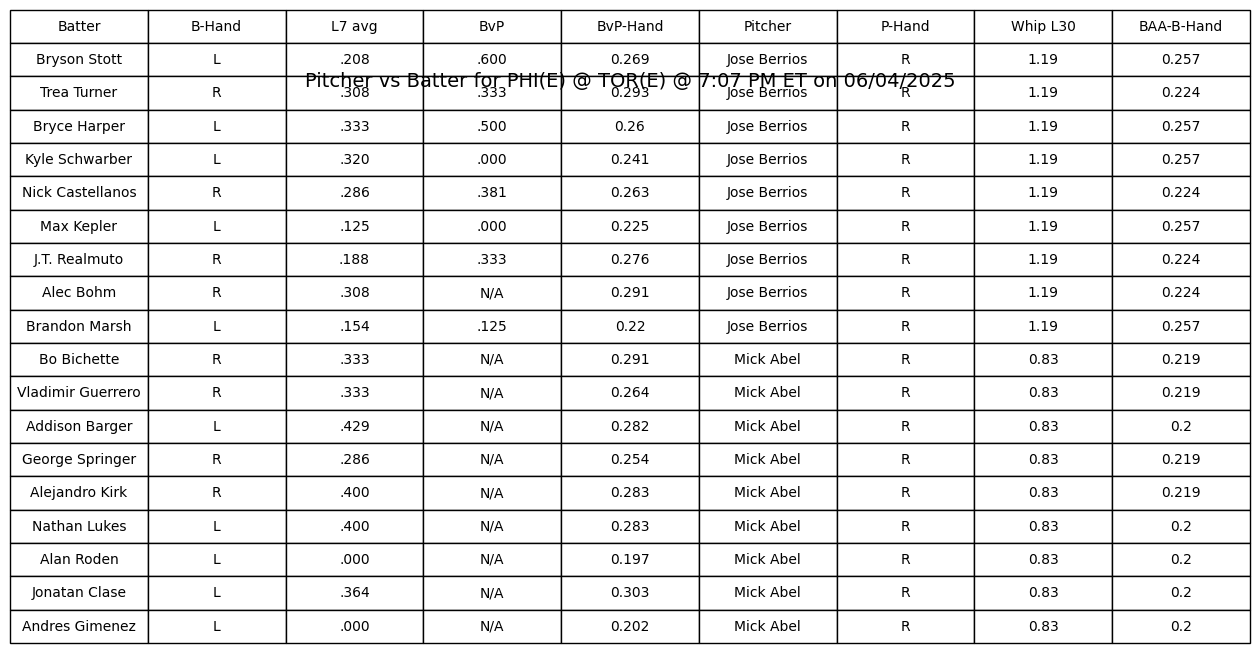 Batter B-Hand L7 avg BvP BvP-Hand Pitcher P-Hand Whip L30 BAA-B-Hand
Bryson Stott L .208 .600 0.269 Jose Berrios R 1.19 0.257
Pitcher vs Batter for PHI(E) @ TOR(E) @ 7:07 PM ET on 06/04/2025
Trea Turner R .308 .333 0.293 Jose Berrios R 1.19 0.224
Bryce Harper L .333 .500 0.26 Jose Berrios R 1.19 0.257
Kyle Schwarber L .320 .000 0.241 Jose Berrios R 1.19 0.257
Nick Castellanos R .286 .381 0.263 Jose Berrios R 1.19 0.224
Max Kepler L .125 .000 0.225 Jose Berrios R 1.19 0.257
J.T. Realmuto R .188 .333 0.276 Jose Berrios R 1.19 0.224
Alec Bohm R .308 N/A 0.291 Jose Berrios R 1.19 0.224
Brandon Marsh L .154 .125 0.22 Jose Berrios R 1.19 0.257
Bo Bichette R .333 N/A 0.291 Mick Abel R 0.83 0.219
Vladimir Guerrero R .333 N/A 0.264 Mick Abel R 0.83 0.219
Addison Barger L .429 N/A 0.282 Mick Abel R 0.83 0.2
George Springer R .286 N/A 0.254 Mick Abel R 0.83 0.219
Alejandro Kirk R .400 N/A 0.283 Mick Abel R 0.83 0.219
Nathan Lukes L .400 N/A 0.283 Mick Abel R 0.83 0.2
Alan Roden L .000 N/A 0.197 Mick Abel R 0.83 0.2
Jonatan Clase L .364 N/A 0.303 Mick Abel R 0.83 0.2
Andres Gimenez L .000 N/A 0.202 Mick Abel R 0.83 0.2